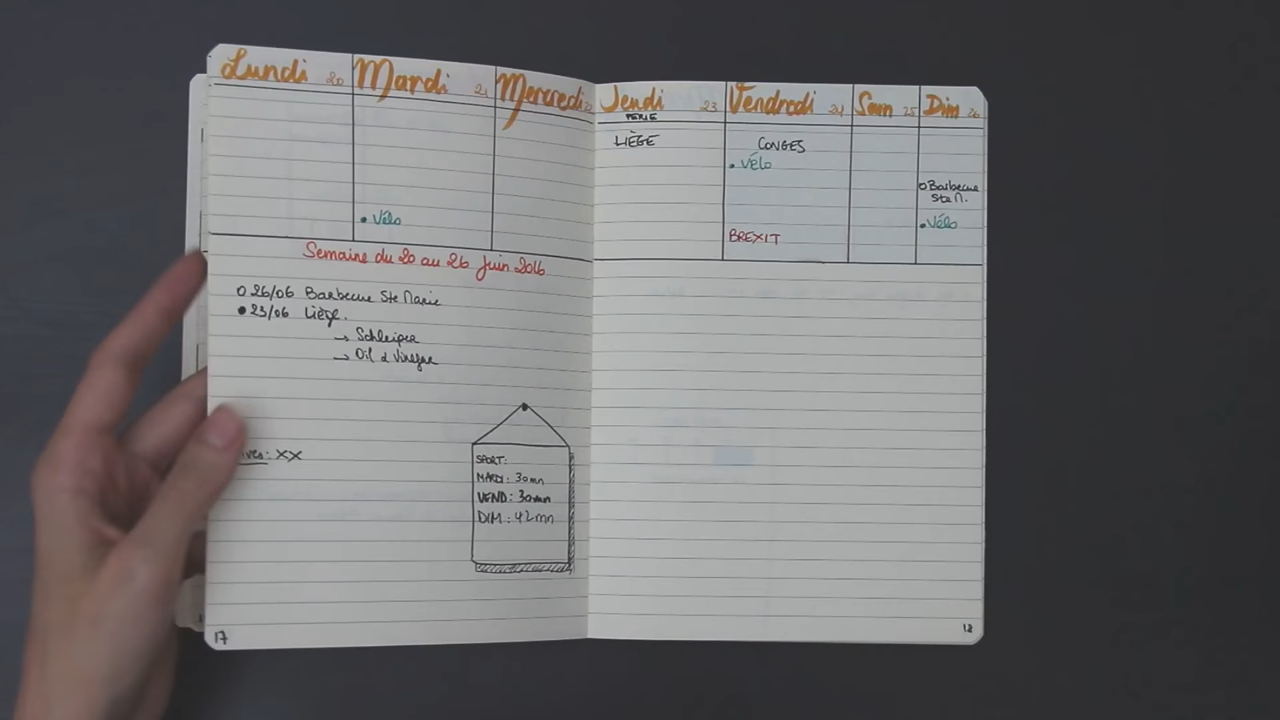 Lundi 20 Mardi 21 Mercredi 22 Jeudi 23 Vendredi 24 Sam 25 Dim 26
FERIE
LIÈGE
CONGES
• Vélo
o Barbecue
Ste M.
• Vélo
• Vélo
BREXIT
Semaine du 20 au 26 Juin 2016
o 26/06 Barbecue Ste Marie
• 23/06 Liège.
→ Schleiper
→ Oil & Vinegar
: XX
SPORT:
MARDI: 30mn
VEND: 30mn
DIM: 42mn
17
18